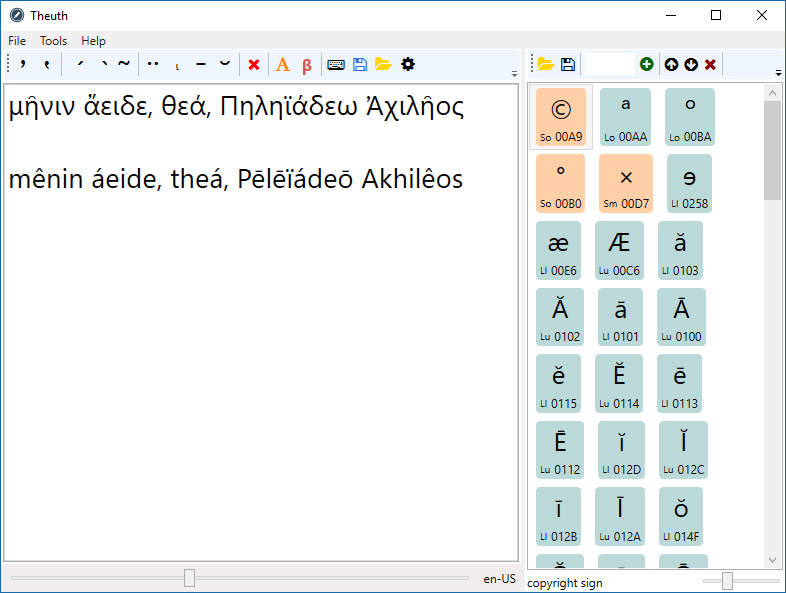 Theuth
File Tools Help
A β
μῆνιν ἄειδε, θεά, Πηληϊάδεω Ἀχιλῆος
mênin áeide, theá, Pēlēïádeō Akhilêos
en-US
©
So 00A9
ª
Lo 00AA
º
Lo 00BA
°
So 00B0
×
Sm 00D7
ɘ
Ll 0258
æ
Ll 00E6
Æ
Lu 00C6
ă
Ll 0103
Ă
Lu 0102
ā
Ll 0101
Ā
Lu 0100
ĕ
Ll 0115
Ĕ
Lu 0114
ē
Ll 0113
Ē
Lu 0112
ĭ
Ll 012D
Ĭ
Lu 012C
ī
Ll 012B
Ī
Lu 012A
ŏ
Ll 014F
copyright sign